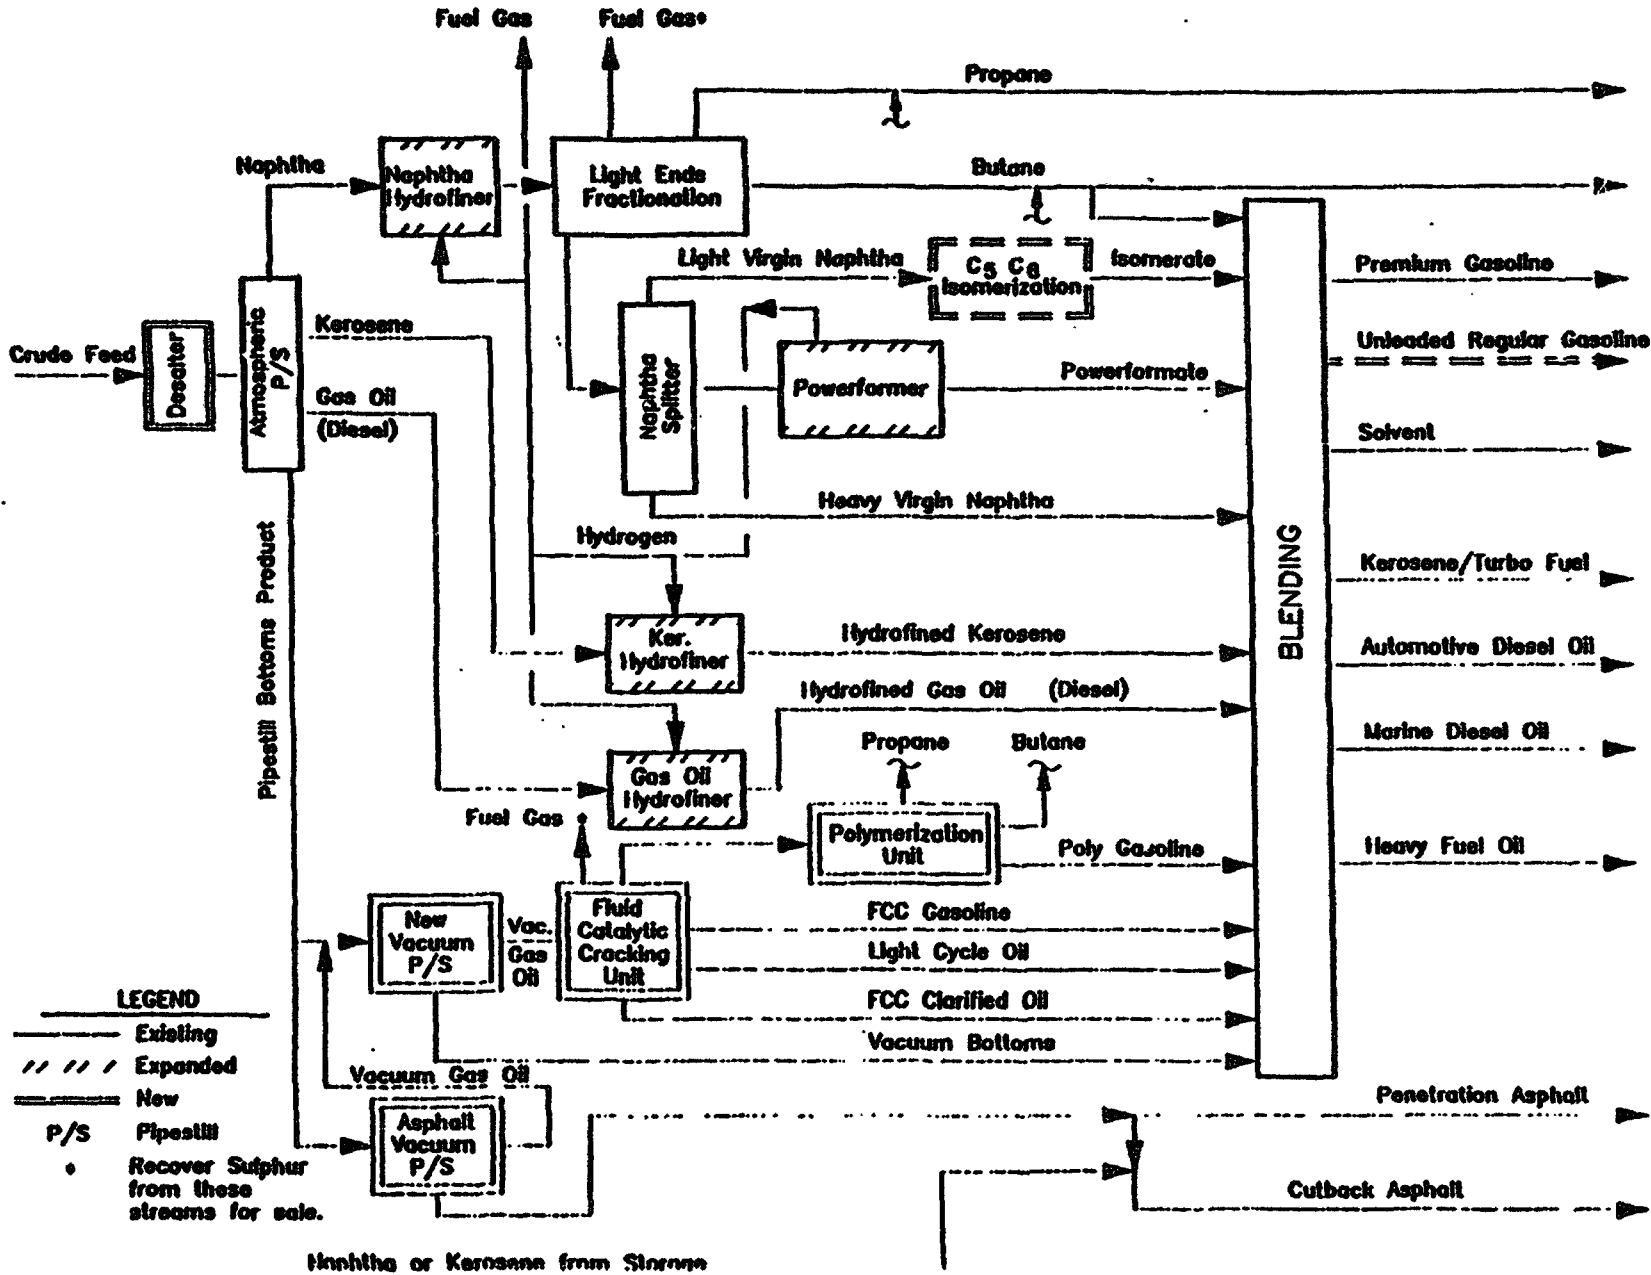 Fuel Gas
Fuel Gas♦
Propane
Naphtha
Naphtha
Hydrofiner
Light Ends
Fractionation
Butane
Light Virgin Naphtha
C5 C6
Isomerization
Isomerate
Premium Gasoline
Kerosene
Crude Feed
Desalter
Atmospheric
P/S
Naphtha
Splitter
Powerformer
Powerformate
Unleaded Regular Gasoline
Gas Oil
(Diesel)
Solvent
Heavy Virgin Naphtha
Pipestill Bottoms Product
Hydrogen
BLENDING
Kerosene/Turbo Fuel
Ker.
Hydrofiner
Hydrofined Kerosene
Automotive Diesel Oil
Hydrofined Gas Oil (Diesel)
Propane
Butane
Marine Diesel Oil
Gas Oil
Hydrofiner
Fuel Gas ♦
Polymerization
Unit
Poly Gasoline
Heavy Fuel Oil
New
Vacuum
P/S
Vac.
Gas
Oil
Fluid
Catalytic
Cracking
Unit
FCC Gasoline
Light Cycle Oil
FCC Clarified Oil
Vacuum Bottoms
LEGEND
Existing
Expanded
New
P/S Pipestill
♦ Recover Sulphur
from these
streams for sale.
Vacuum Gas Oil
Asphalt
Vacuum
P/S
Penetration Asphalt
Cutback Asphalt
Naphtha or Kerosene from Storage